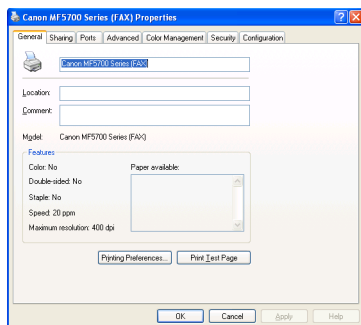 Canon MF5700 Series (FAX) Properties
General Sharing Ports Advanced Color Management Security Configuration
Canon MF5700 Series (FAX)
Location:
Comment:
Model: Canon MF5700 Series (FAX)
Features
Color: No Paper available:
Double-sided: No
Staple: No
Speed: 20 ppm
Maximum resolution: 400 dpi
Printing Preferences... Print Test Page
OK Cancel Apply Help